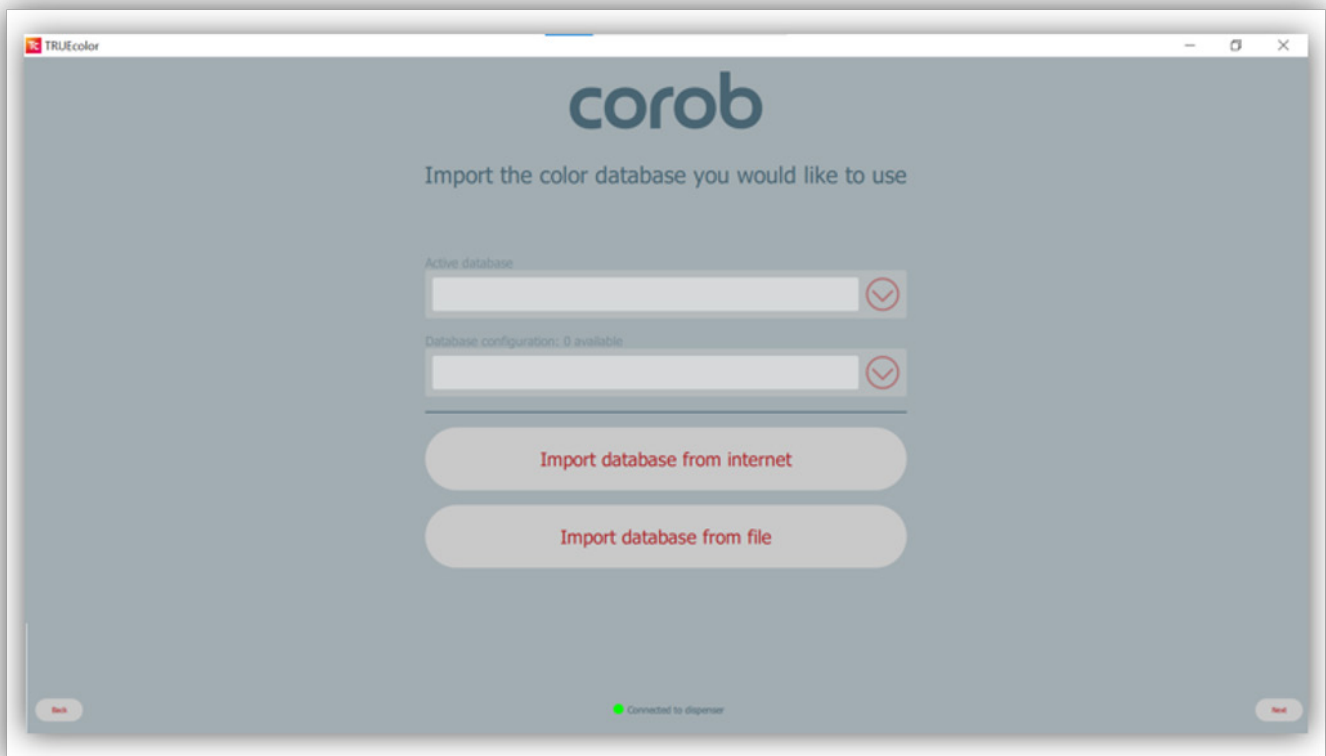 Tc TRUEcolor
corob
Import the color database you would like to use
Active database
Database configuration: 0 available
Import database from internet
Import database from file
Back
Connected to dispenser
Next